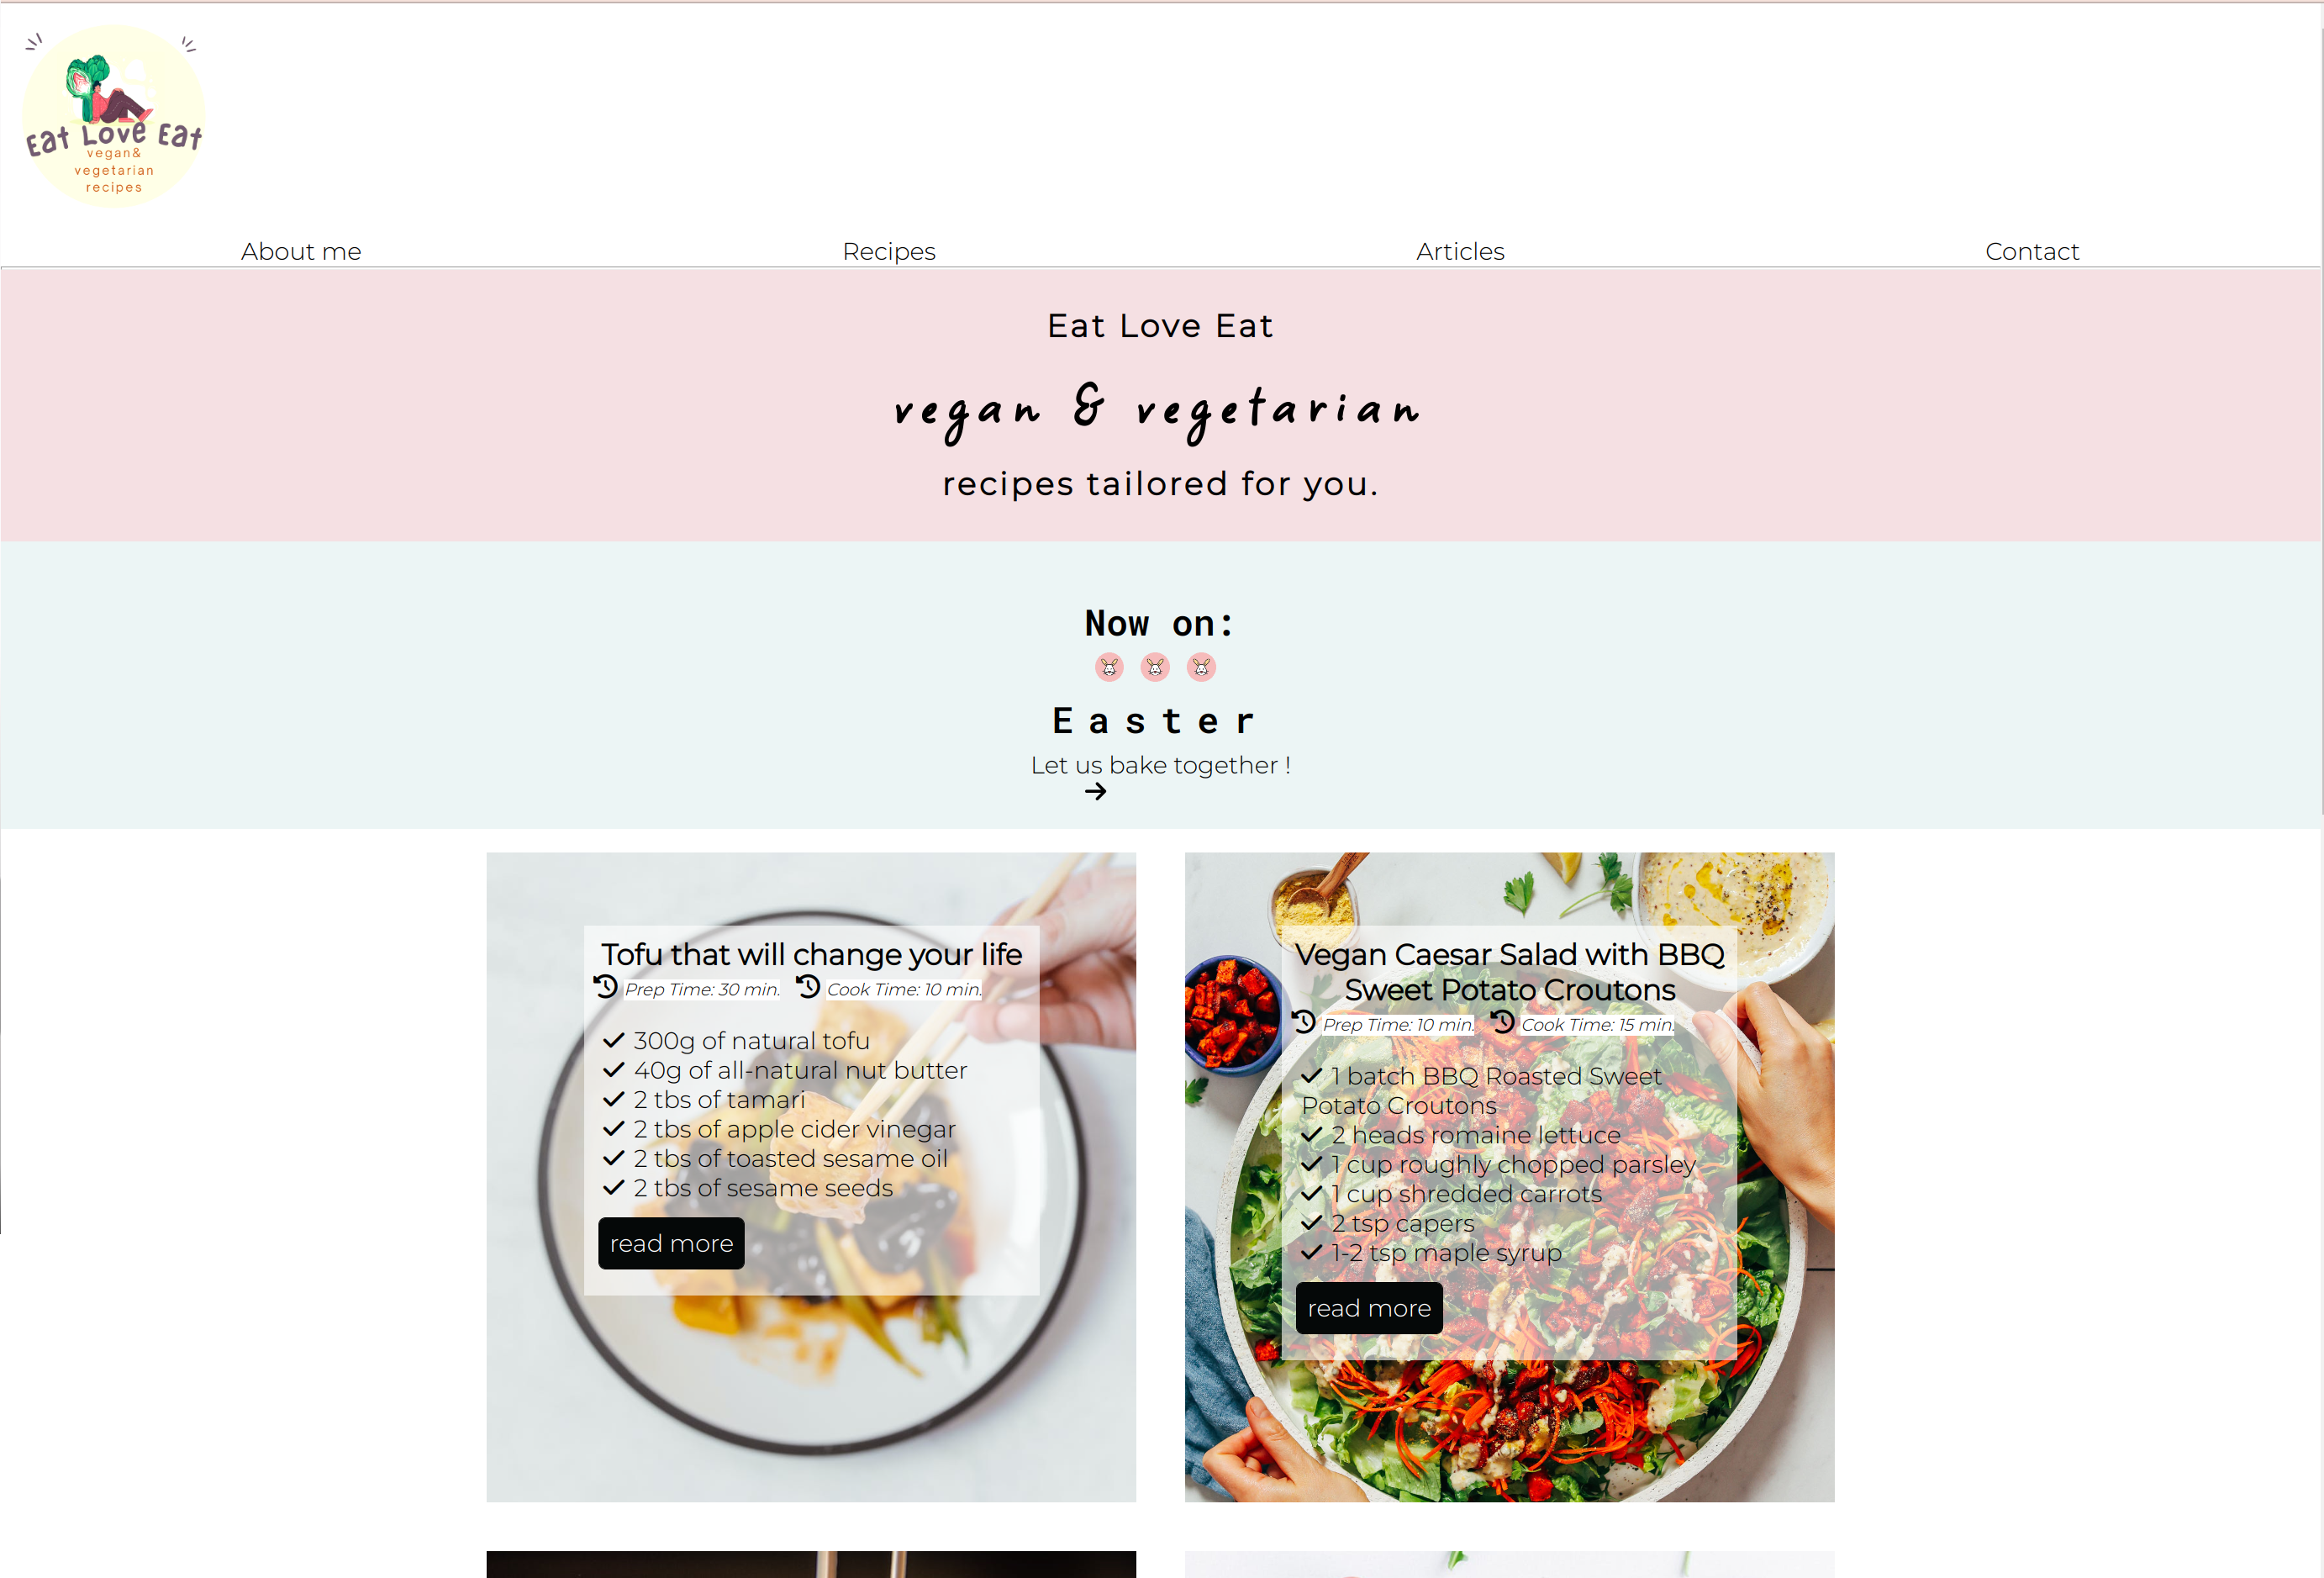 Eat Love Eat
vegan&
vegetarian
recipes
About me
Recipes
Articles
Contact
Eat Love Eat
vegan & vegetarian
recipes tailored for you.
Now on:
Easter
Let us bake together !
Tofu that will change your life
Prep Time: 30 min.
Cook Time: 10 min.
300g of natural tofu
40g of all-natural nut butter
2 tbs of tamari
2 tbs of apple cider vinegar
2 tbs of toasted sesame oil
2 tbs of sesame seeds
read more
Vegan Caesar Salad with BBQ
Sweet Potato Croutons
Prep Time: 10 min.
Cook Time: 15 min.
1 batch BBQ Roasted Sweet
Potato Croutons
2 heads romaine lettuce
1 cup roughly chopped parsley
1 cup shredded carrots
2 tsp capers
1-2 tsp maple syrup
read more